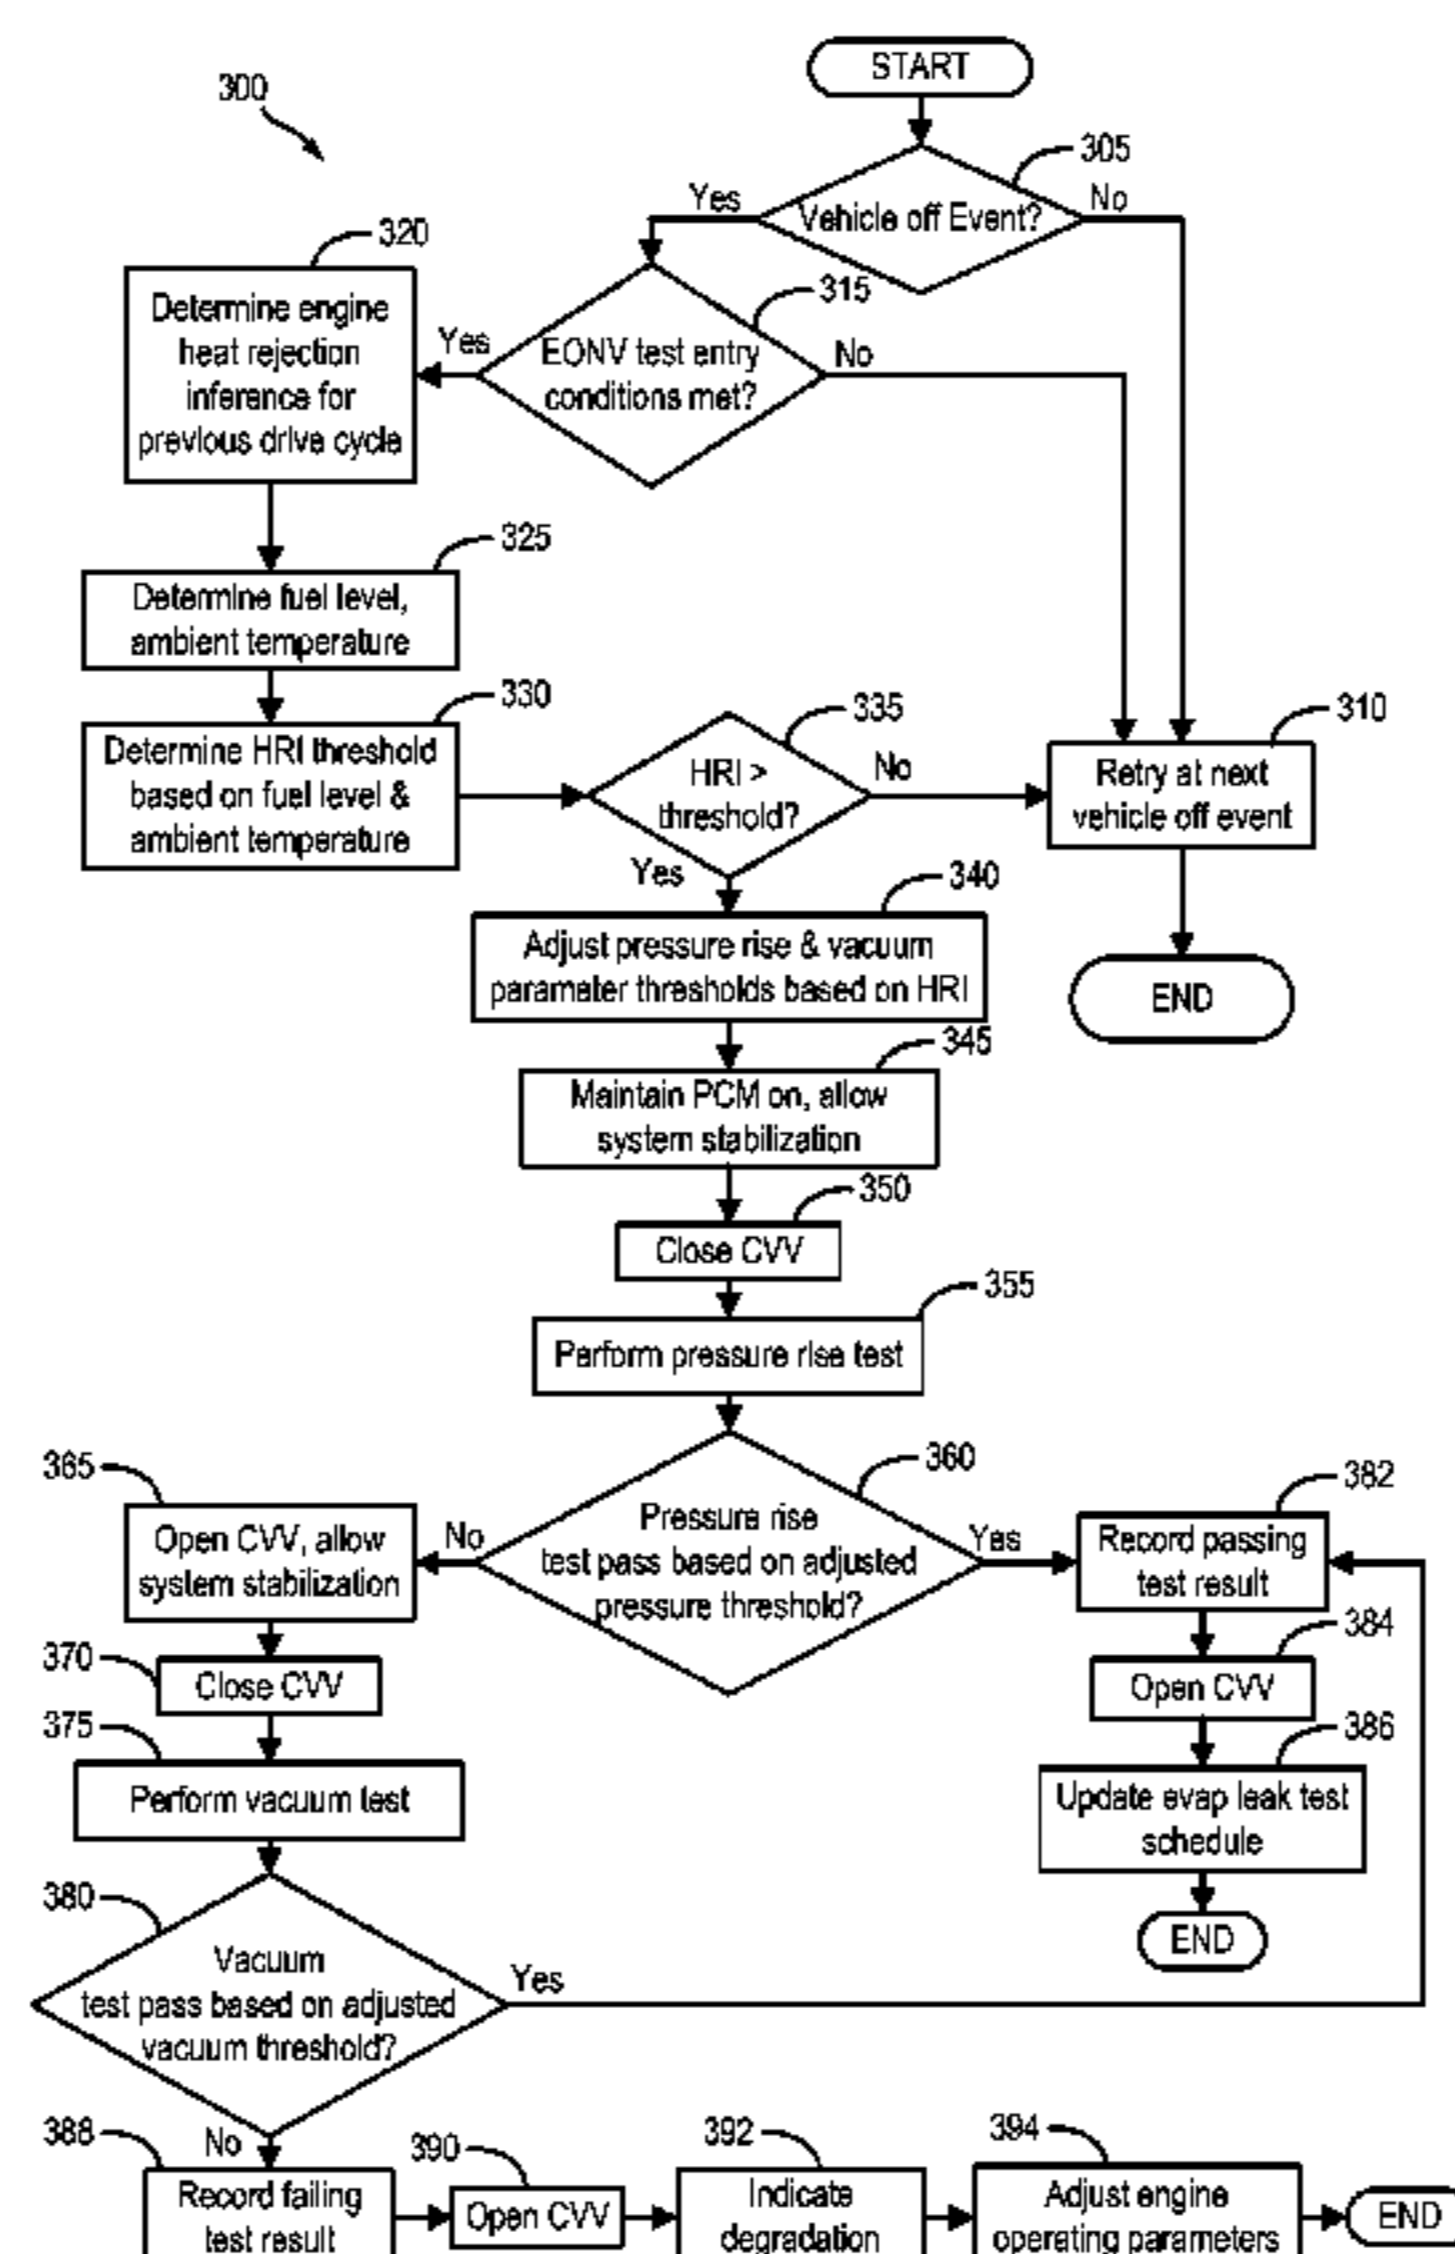 START
300
305
Yes
Vehicle off Event?
No
320
315
Determine engine
heat rejection
inference for
previous drive cycle
Yes
EONV test entry
conditions met?
No
325
Determine fuel level,
ambient temperature
330
335
310
Determine HRI threshold
based on fuel level &
ambient temperature
HRI >
threshold?
No
Retry at next
vehicle off event
Yes
340
Adjust pressure rise & vacuum
parameter thresholds based on HRI
END
345
Maintain PCM on, allow
system stabilization
350
Close CVV
355
Perform pressure rise test
365
360
382
Open CVV, allow
system stabilization
No
Pressure rise
test pass based on adjusted
pressure threshold?
Yes
Record passing
test result
370
Close CVV
384
Open CVV
375
Perform vacuum test
386
Update evap leak test
schedule
380
END
Vacuum
test pass based on adjusted
vacuum threshold?
Yes
No
388
390
392
394
Record failing
test result
Open CVV
Indicate
degradation
Adjust engine
operating parameters
END